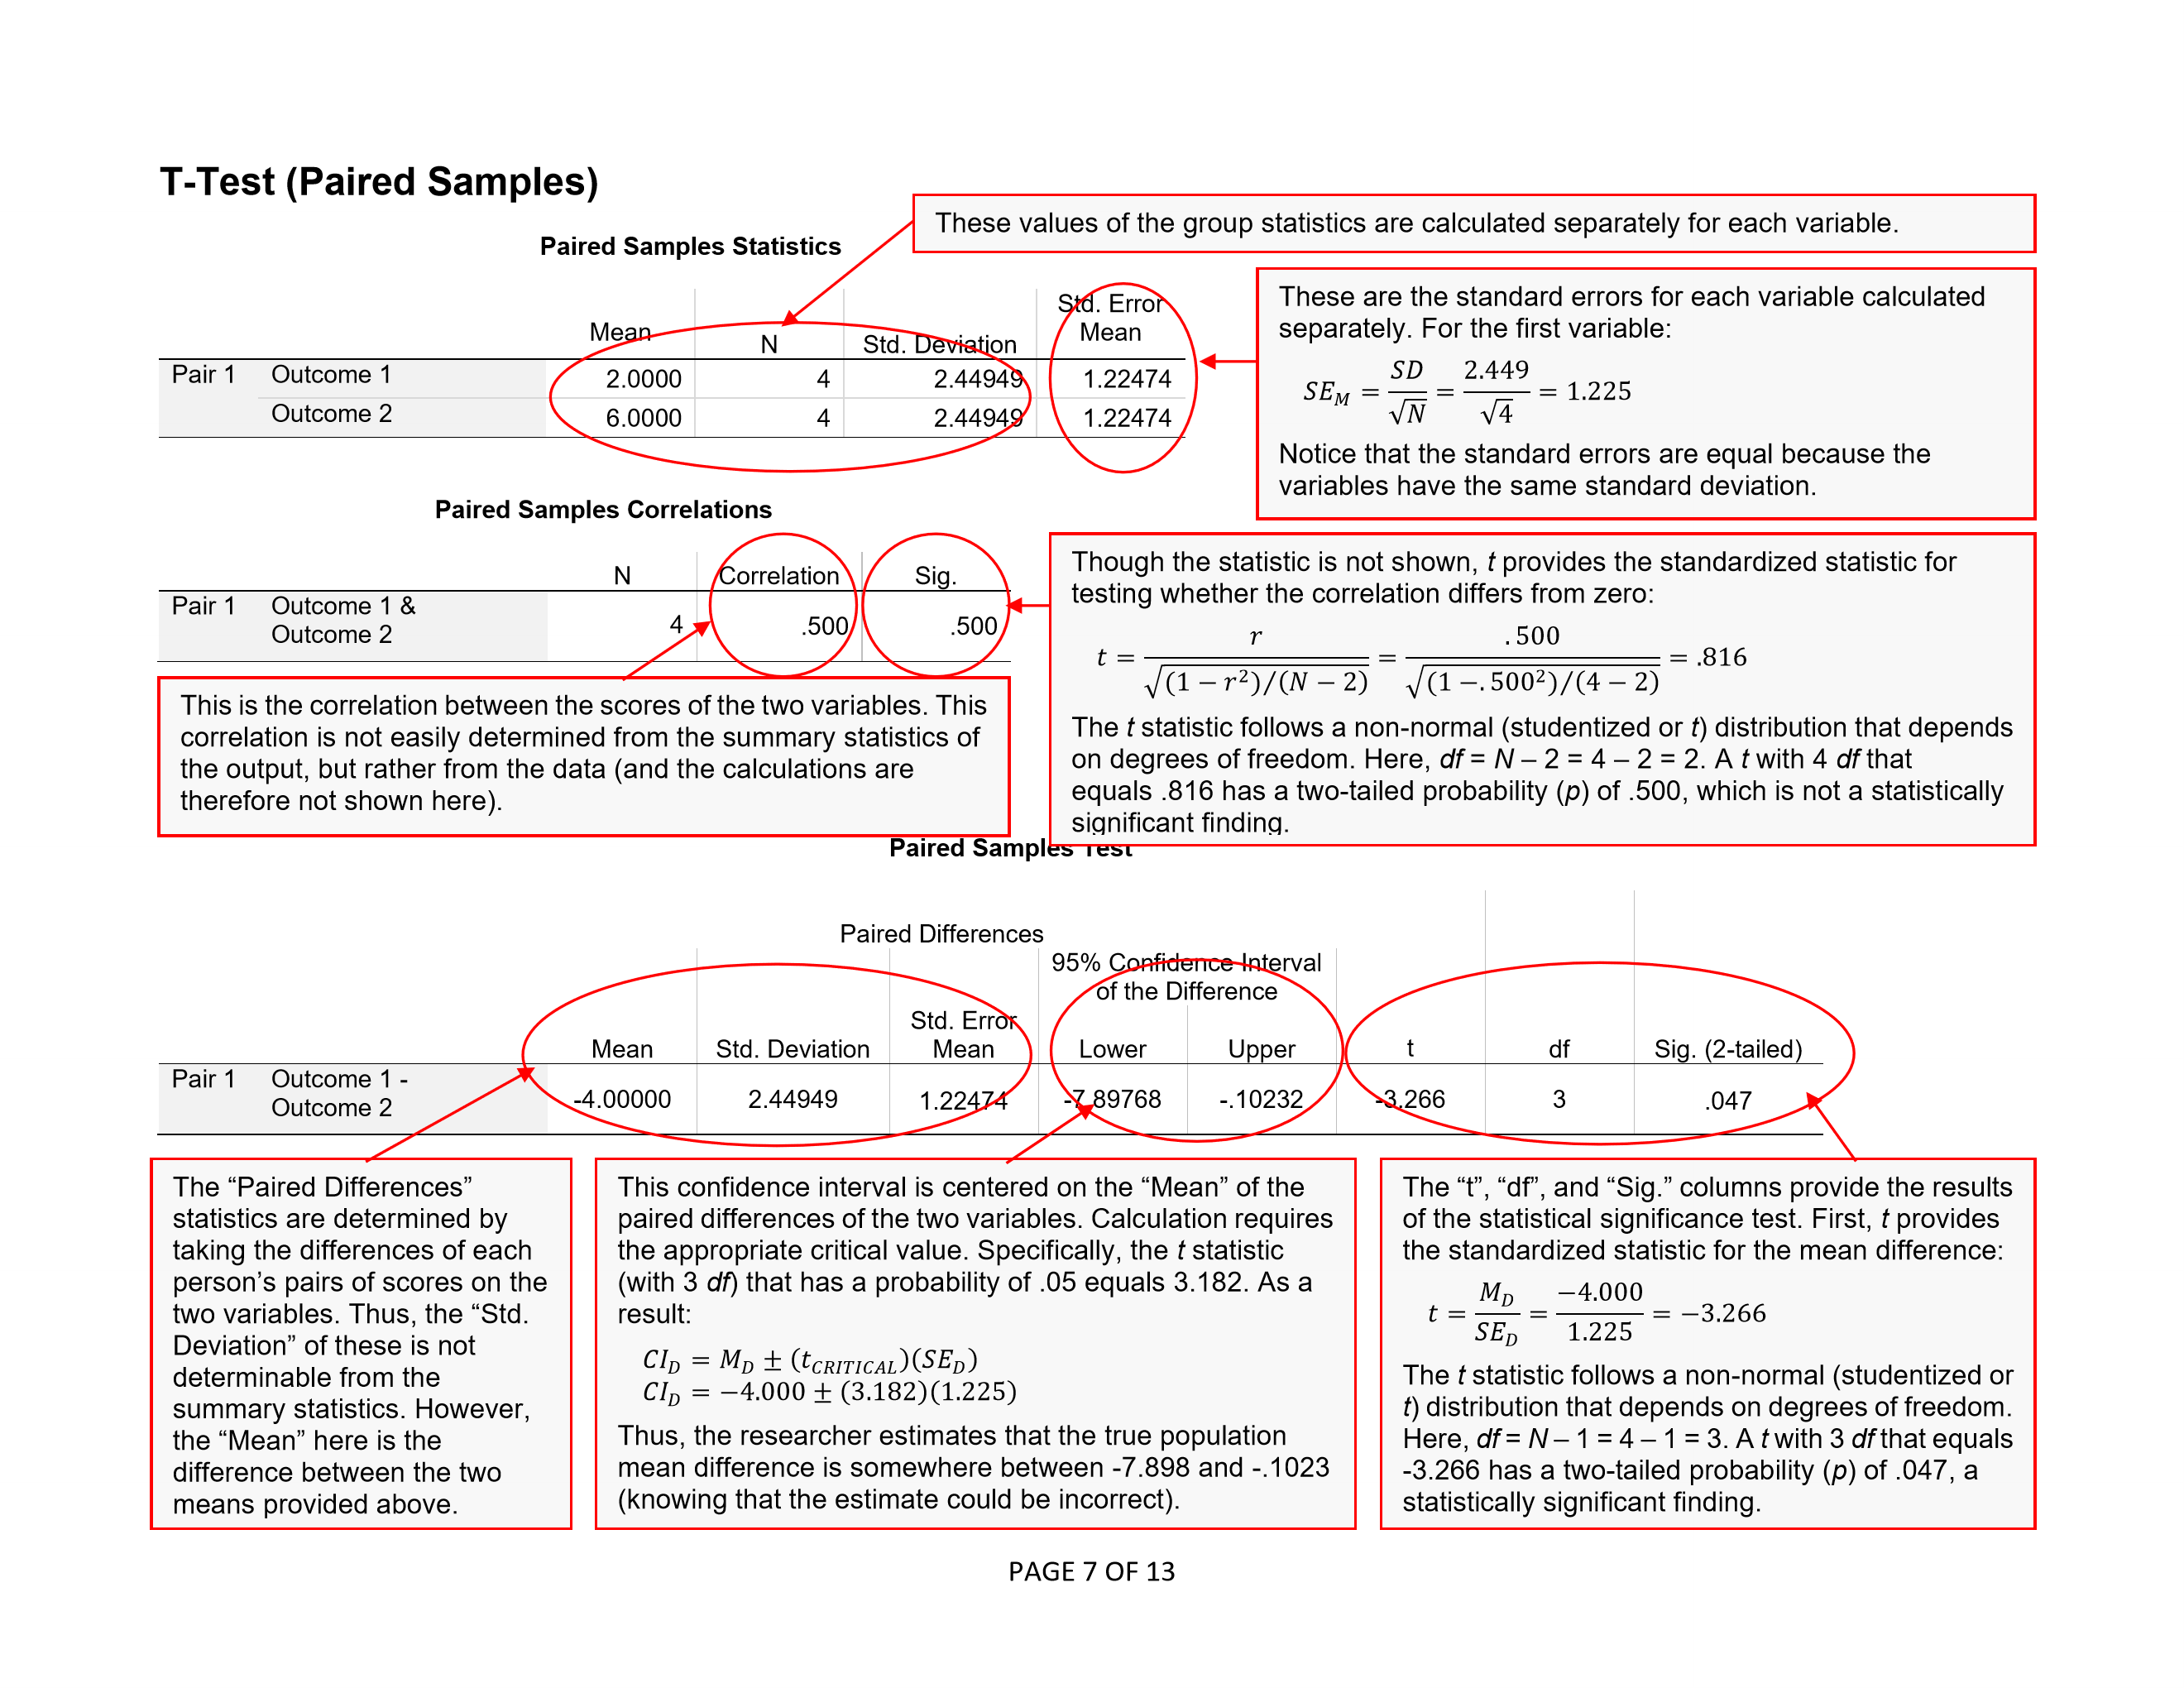 T-Test (Paired Samples)
These values of the group statistics are calculated separately for each variable.
Paired Samples Statistics
Mean N Std. Deviation Std. Error Mean
Pair 1 Outcome 1 2.0000 4 2.44949 1.22474
Outcome 2 6.0000 4 2.44949 1.22474
These are the standard errors for each variable calculated
separately. For the first variable:
SE_M = SD/√N = 2.449/√4 = 1.225
Notice that the standard errors are equal because the
variables have the same standard deviation.
Paired Samples Correlations
N Correlation Sig.
Pair 1 Outcome 1 & Outcome 2 4 .500 .500
This is the correlation between the scores of the two variables. This
correlation is not easily determined from the summary statistics of
the output, but rather from the data (and the calculations are
therefore not shown here).
Though the statistic is not shown, t provides the standardized statistic for
testing whether the correlation differs from zero:
t = r/√((1 − r²)/(N − 2)) = .500/√((1 −.500²)/(4 − 2)) = .816
The t statistic follows a non-normal (studentized or t) distribution that depends
on degrees of freedom. Here, df = N – 2 = 4 – 2 = 2. A t with 4 df that
equals .816 has a two-tailed probability (p) of .500, which is not a statistically
significant finding.
Paired Samples Test
Paired Differences
95% Confidence Interval
of the Difference
Mean Std. Deviation Std. Error Mean Lower Upper t df Sig. (2-tailed)
Pair 1 Outcome 1 - Outcome 2 -4.00000 2.44949 1.22474 -7.89768 -.10232 -3.266 3 .047
The “Paired Differences”
statistics are determined by
taking the differences of each
person’s pairs of scores on the
two variables. Thus, the “Std.
Deviation” of these is not
determinable from the
summary statistics. However,
the “Mean” here is the
difference between the two
means provided above.
This confidence interval is centered on the “Mean” of the
paired differences of the two variables. Calculation requires
the appropriate critical value. Specifically, the t statistic
(with 3 df) that has a probability of .05 equals 3.182. As a
result:
CI_D = M_D ± (t_CRITICAL)(SE_D)
CI_D = −4.000 ± (3.182)(1.225)
Thus, the researcher estimates that the true population
mean difference is somewhere between -7.898 and -.1023
(knowing that the estimate could be incorrect).
The “t”, “df”, and “Sig.” columns provide the results
of the statistical significance test. First, t provides
the standardized statistic for the mean difference:
t = M_D/SE_D = −4.000/1.225 = −3.266
The t statistic follows a non-normal (studentized or
t) distribution that depends on degrees of freedom.
Here, df = N – 1 = 4 – 1 = 3. A t with 3 df that equals
-3.266 has a two-tailed probability (p) of .047, a
statistically significant finding.
PAGE 7 OF 13